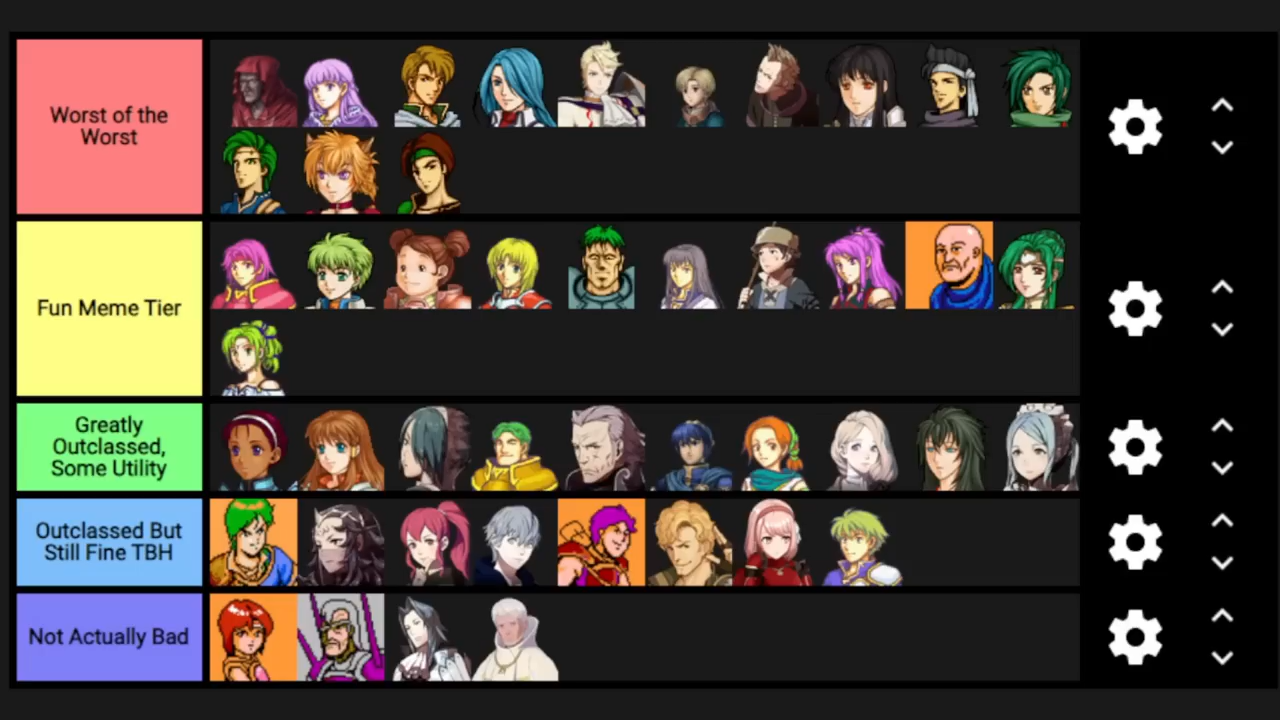 Worst of the
Worst
Fun Meme Tier
Greatly
Outclassed,
Some Utility
Outclassed But
Still Fine TBH
Not Actually Bad